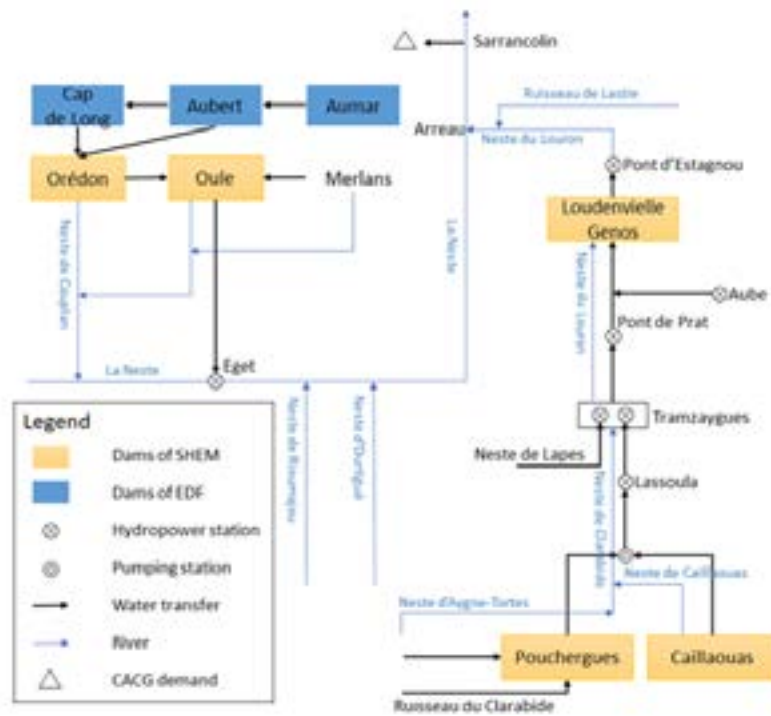 Sarrancolin
Ruisseau de Lastie
Cap
de Long
Aubert
Aumar
Arreau
Neste du Louron
Pont d'Estagnou
Orédon
Oule
Merlans
Loudenvielle
Genos
La Neste
Neste de Couplan
Neste du Louron
Aube
Pont de Prat
Eget
La Neste
Legend
Dams of SHEM
Dams of EDF
Hydropower station
Pumping station
Water transfer
River
CACG demand
Neste de Rioumajou
Tramzaygues
Neste de Lapes
Lassoula
Neste de Clarabide
Neste de Caillaouas
Neste d'Aygne-Tortes
Pouchergues
Caillaouas
Ruisseau du Clarabide